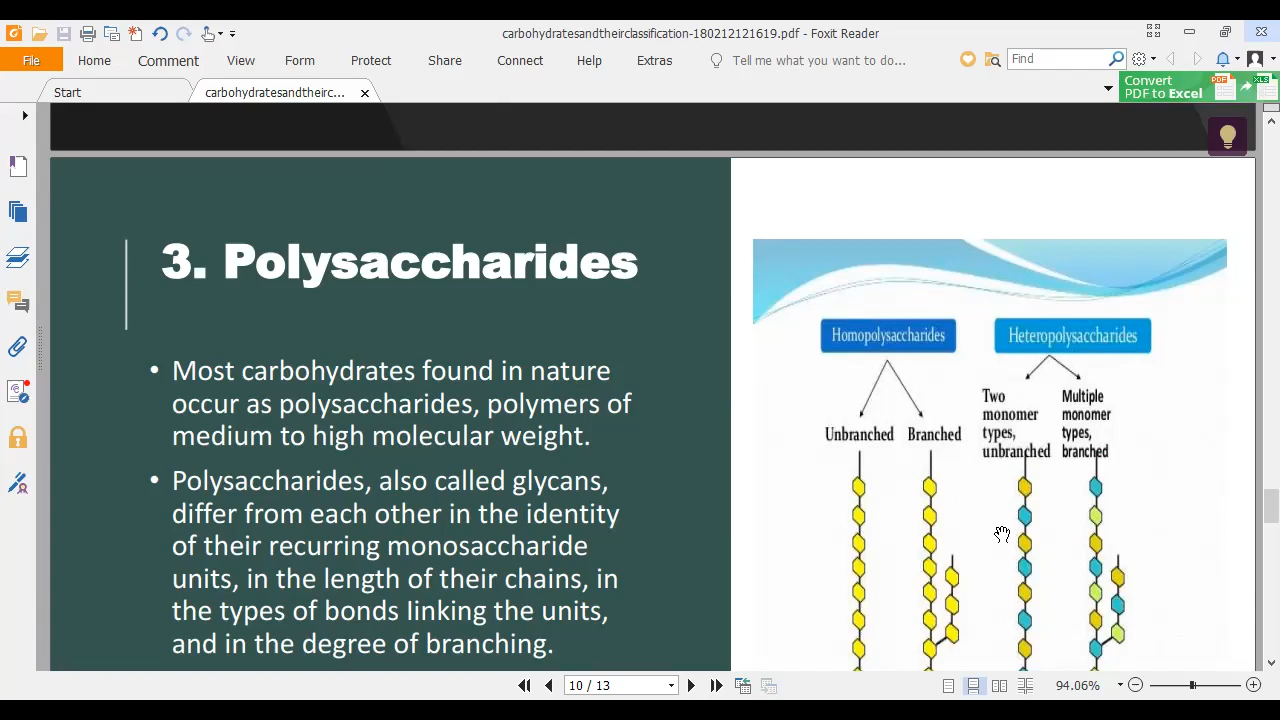 carbohydratesandtheirclassification-180212121619.pdf - Foxit Reader
File Home Comment View Form Protect Share Connect Help Extras Tell me what you want to do... Find
Start carbohydratesandtheirc... Convert
PDF to Excel
PDF XLS
3. Polysaccharides
• Most carbohydrates found in nature
occur as polysaccharides, polymers of
medium to high molecular weight.
• Polysaccharides, also called glycans,
differ from each other in the identity
of their recurring monosaccharide
units, in the length of their chains, in
the types of bonds linking the units,
and in the degree of branching.
Homopolysaccharides Heteropolysaccharides
Unbranched Branched
Two
monomer
types,
unbranched
Multiple
monomer
types,
branched
10 / 13 94.06%